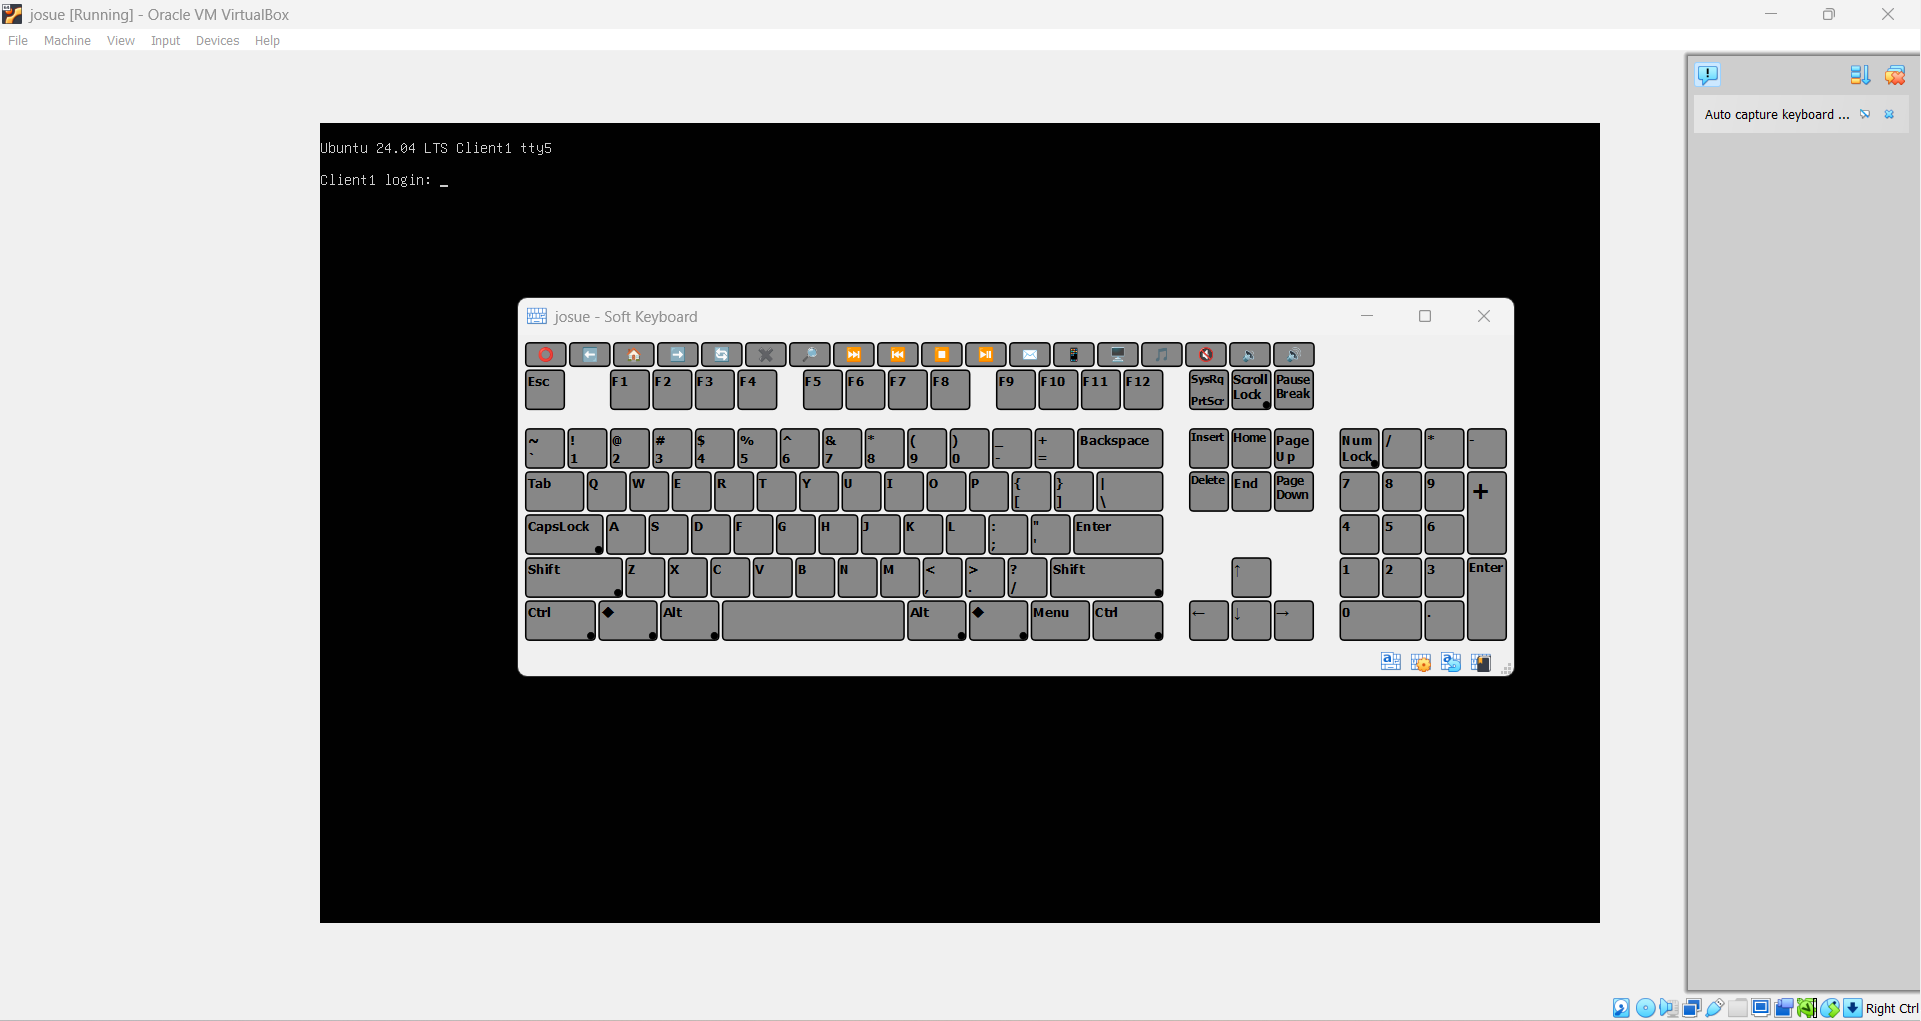 josue [Running] - Oracle VM VirtualBox
File Machine View Input Devices Help
Auto capture keyboard ...
Ubuntu 24.04 LTS Client1 tty5
Client1 login: _
josue - Soft Keyboard
Esc F1 F2 F3 F4 F5 F6 F7 F8 F9 F10 F11 F12 SysRq PrtScr Scroll Lock Pause Break
~ ` ! 1 @ 2 # 3 $ 4 % 5 ^ 6 & 7 * 8 ( 9 ) 0 _ - + = Backspace Insert Home Page Up Num Lock / * -
Tab Q W E R T Y U I O P { [ } ] | \ Delete End Page Down 7 8 9 +
CapsLock A S D F G H J K L : ; " ' Enter 4 5 6
Shift Z X C V B N M < , > . ? / Shift ↑ 1 2 3 Enter
Ctrl ◆ Alt Alt ◆ Menu Ctrl ← ↓ → 0 .
Right Ctrl